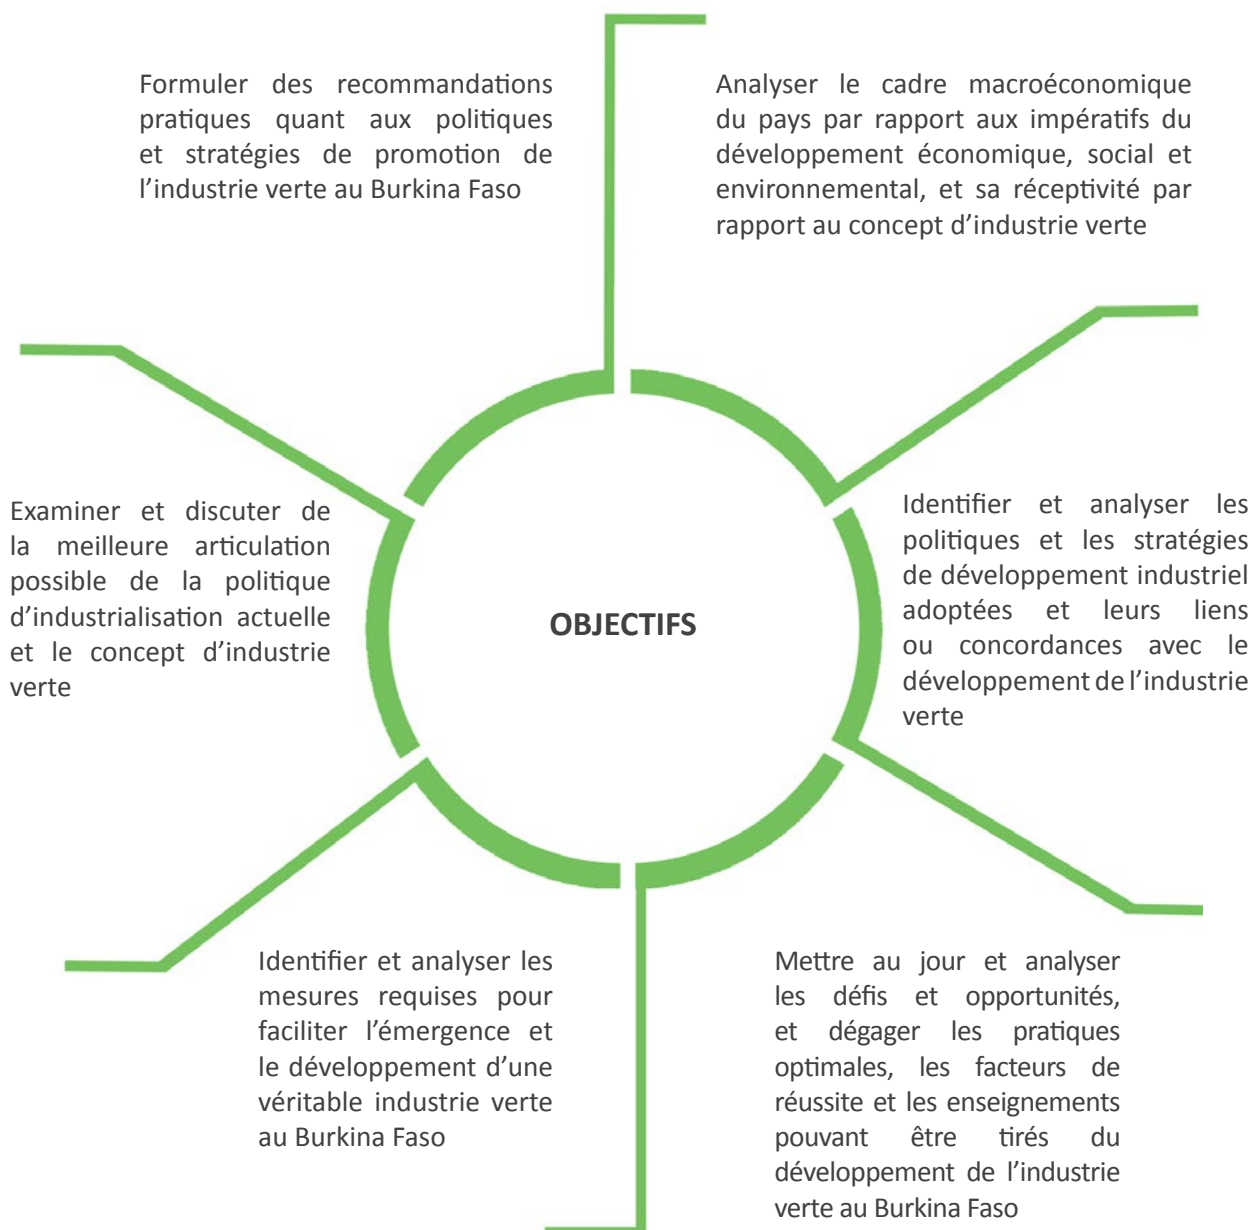 Formuler des recommandations
pratiques quant aux politiques
et stratégies de promotion de
l’industrie verte au Burkina Faso
Analyser le cadre macroéconomique
du pays par rapport aux impératifs du
développement économique, social et
environnemental, et sa réceptivité par
rapport au concept d’industrie verte
Examiner et discuter de
la meilleure articulation
possible de la politique
d’industrialisation actuelle
et le concept d’industrie
verte
OBJECTIFS
Identifier et analyser les
politiques et les stratégies
de développement industriel
adoptées et leurs liens
ou concordances avec le
développement de l’industrie
verte
Identifier et analyser les
mesures requises pour
faciliter l’émergence et
le développement d’une
véritable industrie verte
au Burkina Faso
Mettre au jour et analyser
les défis et opportunités,
et dégager les pratiques
optimales, les facteurs de
réussite et les enseignements
pouvant être tirés du
développement de l’industrie
verte au Burkina Faso